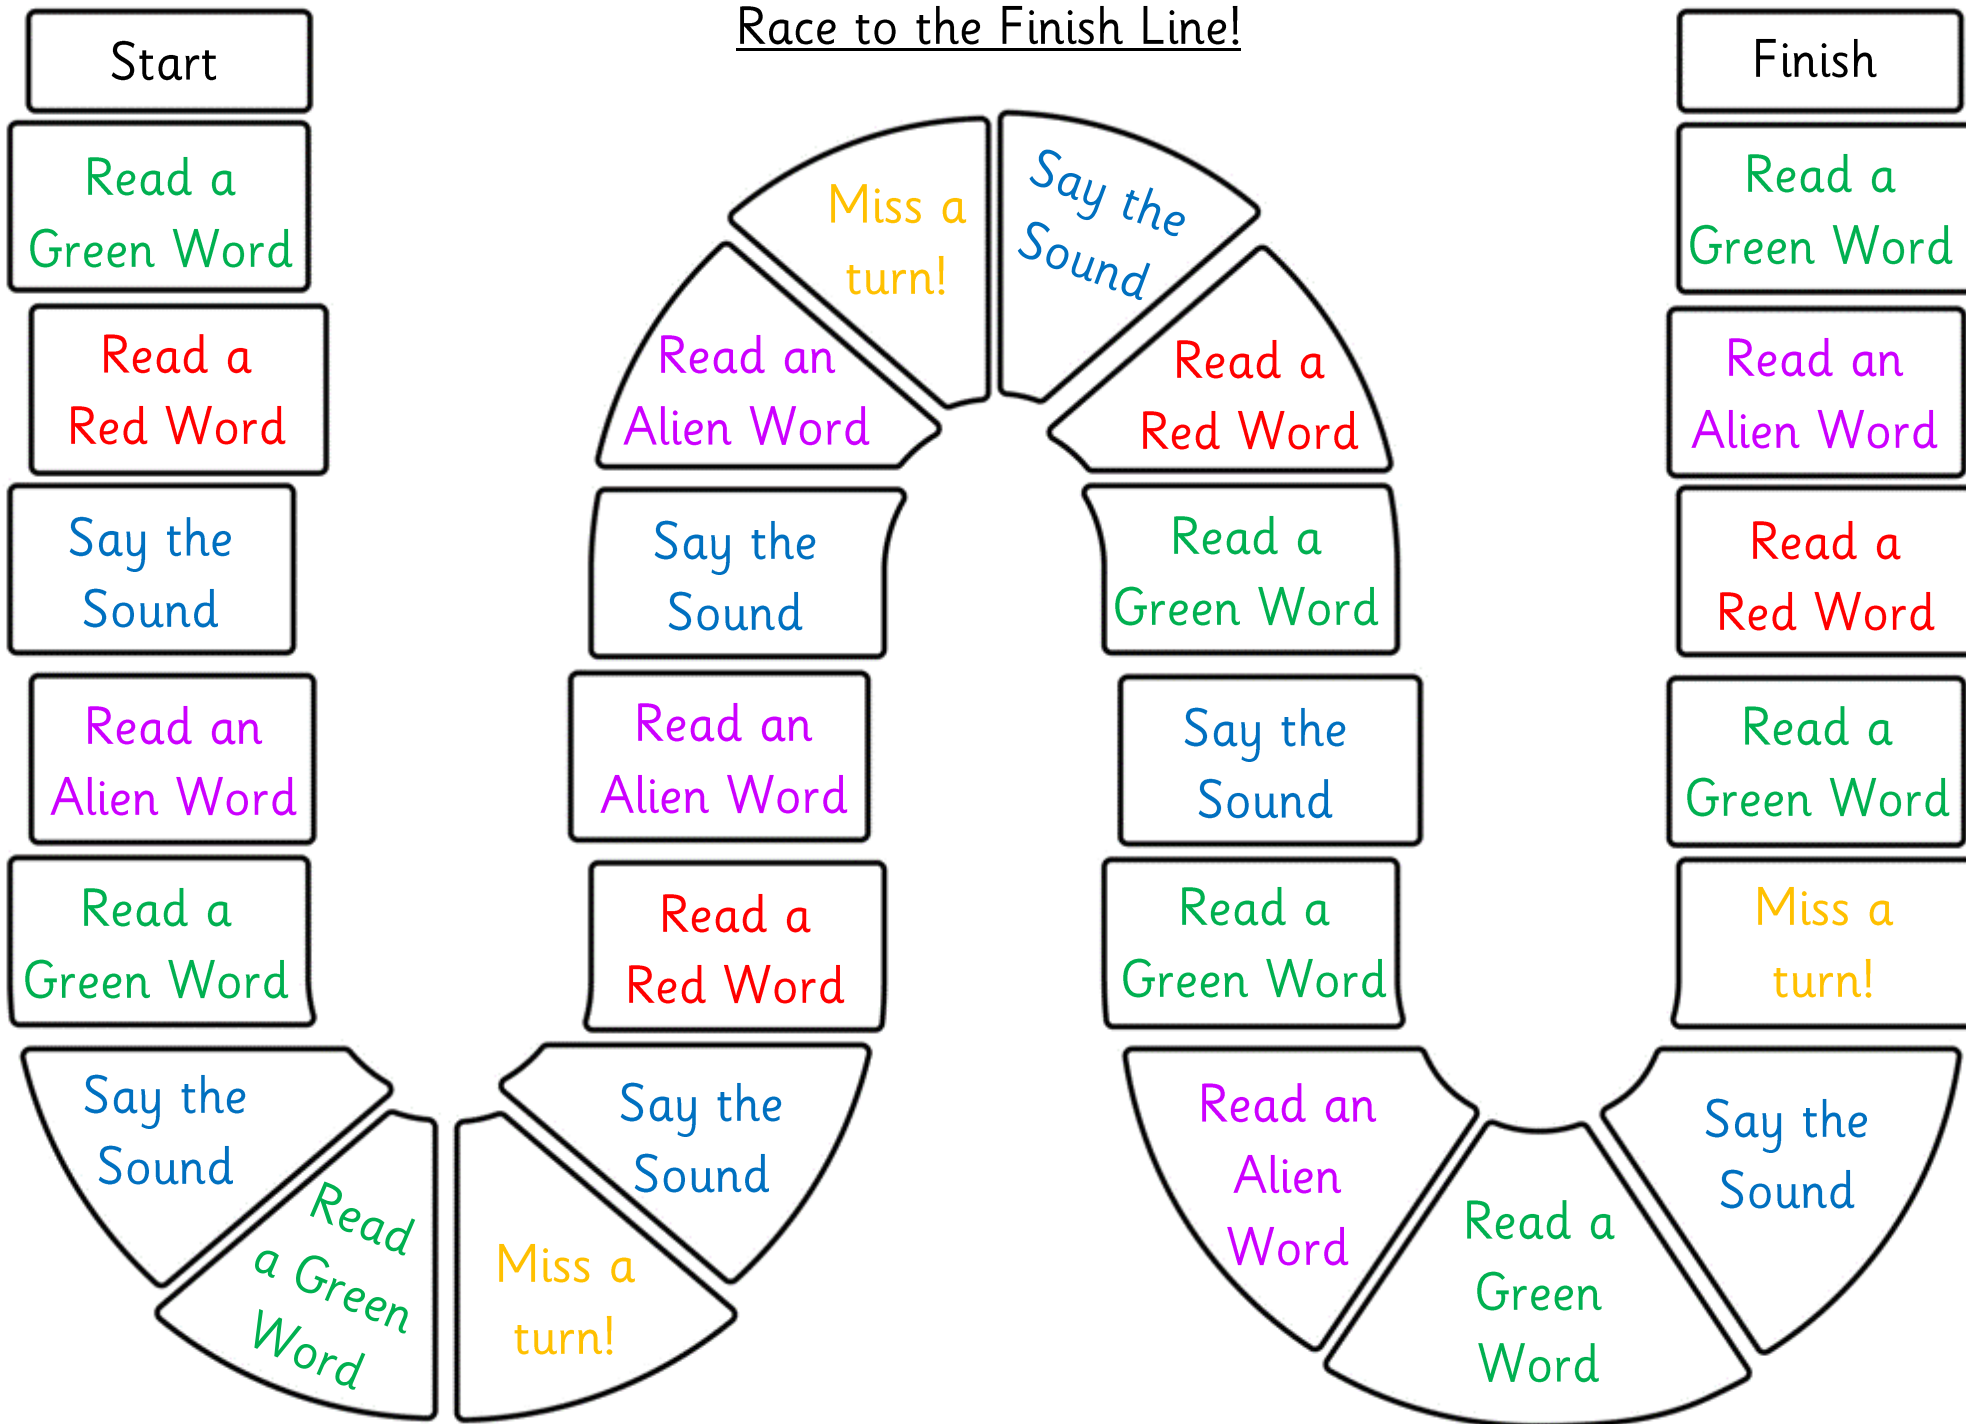 Race to the Finish Line!
Start
Read a
Green Word
Read a
Red Word
Say the
Sound
Read an
Alien Word
Read a
Green Word
Say the
Sound
Read
a Green
Word
Miss a
turn!
Say the
Sound
Read a
Red Word
Read an
Alien Word
Say the
Sound
Read an
Alien Word
Miss a
turn!
Say the
Sound
Read a
Red Word
Read a
Green Word
Say the
Sound
Read a
Green Word
Read an
Alien
Word
Read a
Green
Word
Say the
Sound
Miss a
turn!
Read a
Green Word
Read a
Red Word
Read an
Alien Word
Read a
Green Word
Finish